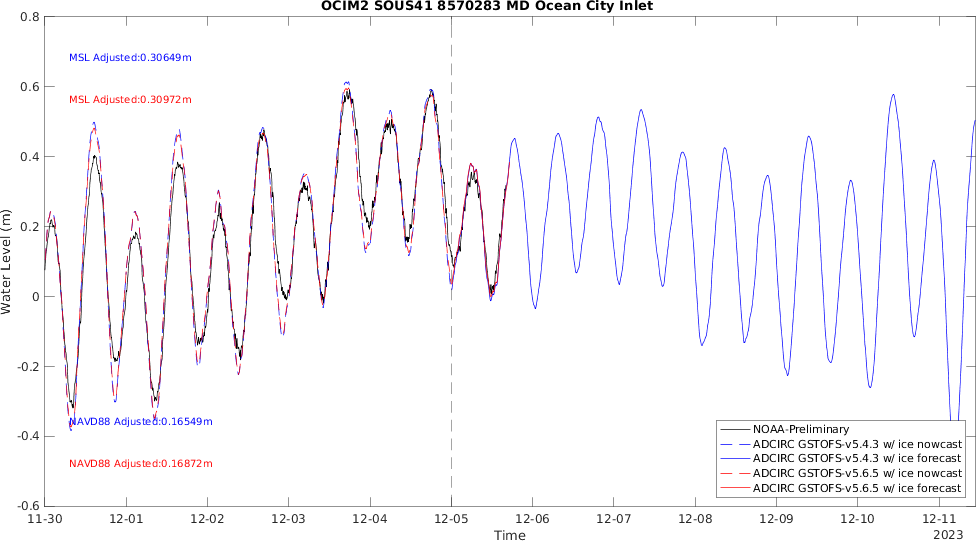 OCIM2 SOUS41 8570283 MD Ocean City Inlet
0.8
0.6
0.4
0.2
0
-0.2
-0.4
-0.6
Water Level (m)
MSL Adjusted:0.30649m
MSL Adjusted:0.30972m
NAVD88 Adjusted:0.16549m
NAVD88 Adjusted:0.16872m
NOAA-Preliminary
ADCIRC GSTOFS-v5.4.3 w/ ice nowcast
ADCIRC GSTOFS-v5.4.3 w/ ice forecast
ADCIRC GSTOFS-v5.6.5 w/ ice nowcast
ADCIRC GSTOFS-v5.6.5 w/ ice forecast
11-30 12-01 12-02 12-03 12-04 12-05 12-06 12-07 12-08 12-09 12-10 12-11
Time
2023